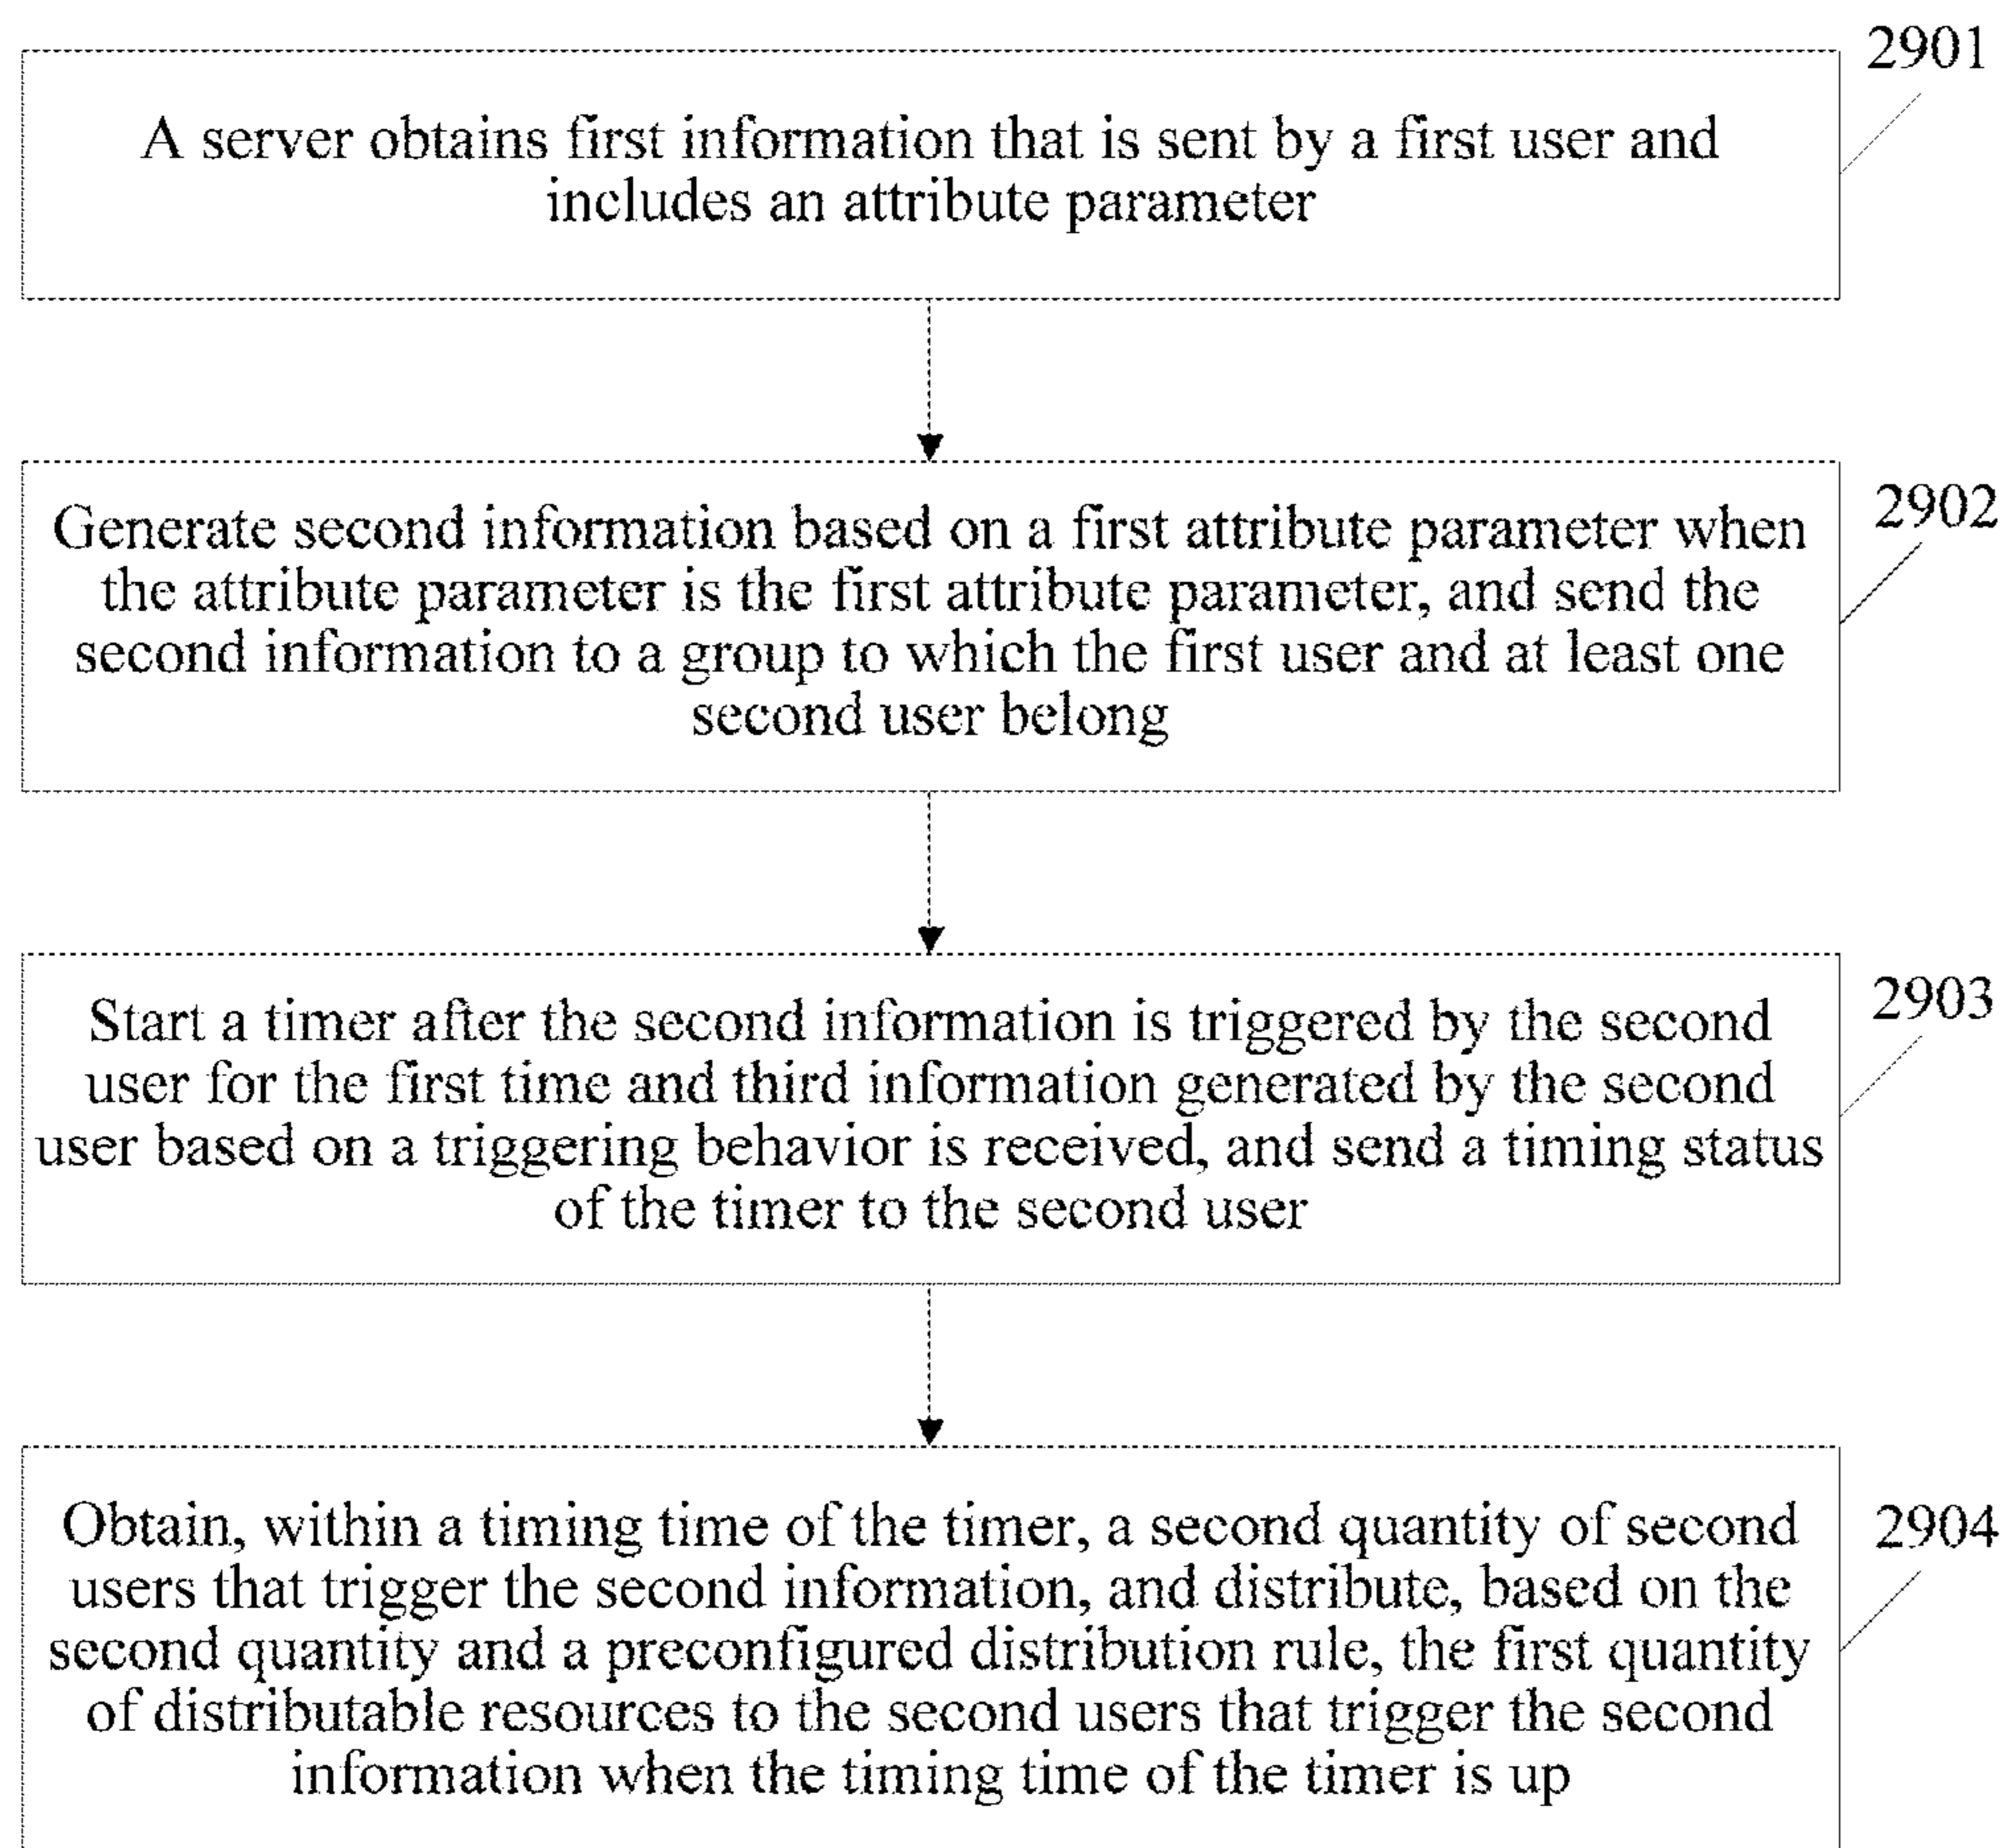 2901
A server obtains first information that is sent by a first user and
includes an attribute parameter
2902
Generate second information based on a first attribute parameter when
the attribute parameter is the first attribute parameter, and send the
second information to a group to which the first user and at least one
second user belong
2903
Start a timer after the second information is triggered by the second
user for the first time and third information generated by the second
user based on a triggering behavior is received, and send a timing status
of the timer to the second user
2904
Obtain, within a timing time of the timer, a second quantity of second
users that trigger the second information, and distribute, based on the
second quantity and a preconfigured distribution rule, the first quantity
of distributable resources to the second users that trigger the second
information when the timing time of the timer is up